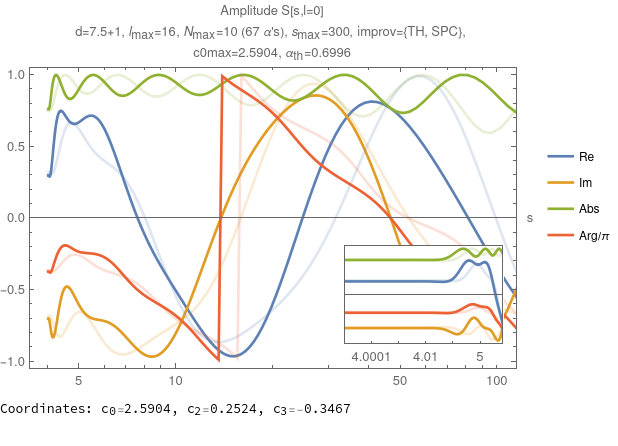 Amplitude S[s,l=0]
d=7.5+1, lmax=16, Nmax=10 (67 α's), smax=300, improv={TH, SPC},
c0max=2.5904, αth=0.6996
1.0
0.5
0.0
−0.5
−1.0
5
10
50
100
s
Re
Im
Abs
Arg/π
4.0001
4.01
5
Coordinates: c0=2.5904, c2=0.2524, c3=-0.3467